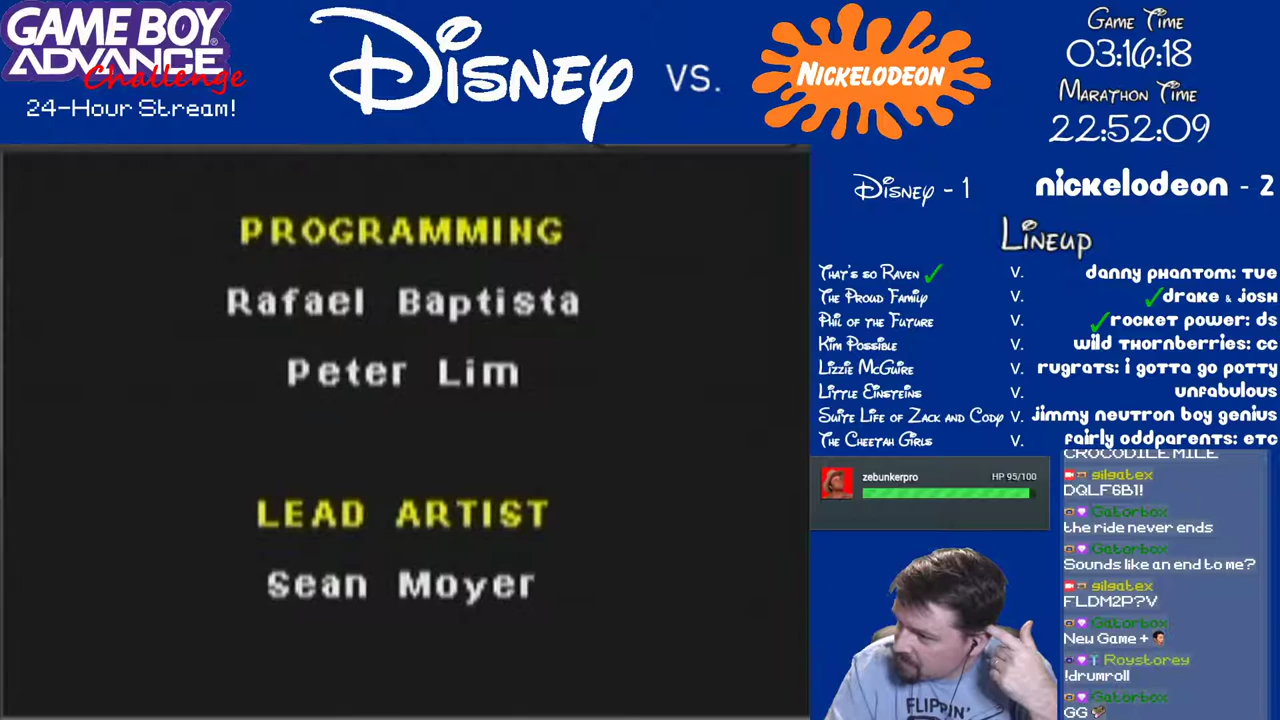 GAME BOY
ADVANCE
Challenge
24-Hour Stream!
DISNEY
VS.
NICKELODEON
GAME TIME
03:16:18
MARATHON TIME
22:52:09
PROGRAMMING
Rafael Baptista
Peter Lim
LEAD ARTIST
Sean Moyer
DISNEY - 1
nickelodeon - 2
LINEUP
THAT'S SO RAVEN ✓ V. DANNY PHANTOM: TUE
THE PROUD FAMILY V. ✓ DRAKE & JOSH
PHIL OF THE FUTURE V. ✓ ROCKET POWER: DS
KIM POSSIBLE V. WILD THORNBERRIES: CC
LIZZIE MCGUIRE V. RUGRATS: I GOTTA GO POTTY
LITTLE EINSTEINS V. UNFABULOUS
SUITE LIFE OF ZACK AND CODY V. JIMMY NEUTRON BOY GENIUS
THE CHEETAH GIRLS V. FAIRLY ODDPARENTS: ETC
zebunkerpro HP 95/100
CROCODILE MILE
gilgatex
DQLF6B1!
Gatorbox
the ride never ends
Gatorbox
Sounds like an end to me?
gilgatex
FLDM2P?V
Gatorbox
New Game +
Roystorey
!drumroll
Gatorbox
GG
FLIPPIN'